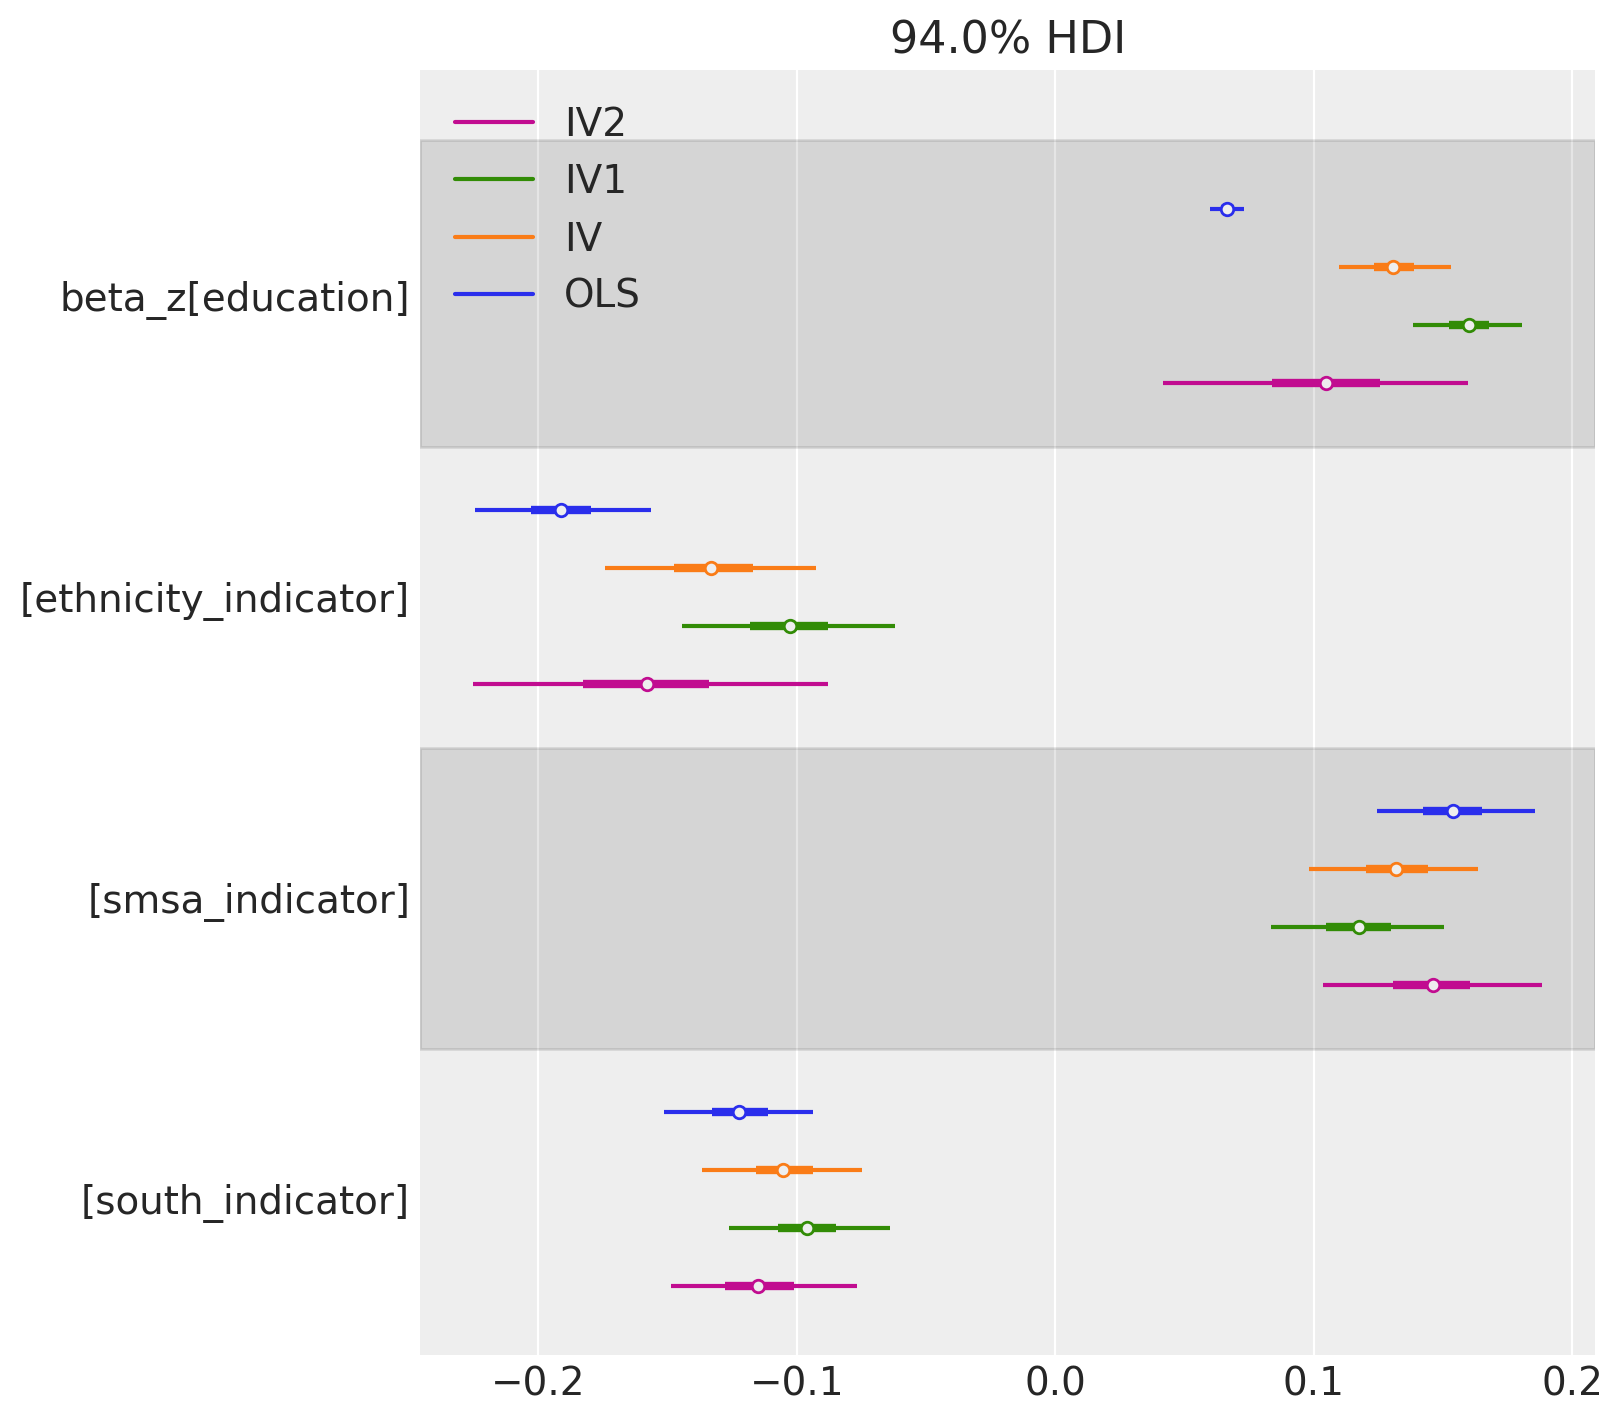 94.0% HDI
IV2
IV1
IV
OLS
beta_z[education]
[ethnicity_indicator]
[smsa_indicator]
[south_indicator]
−0.2 −0.1 0.0 0.1 0.2